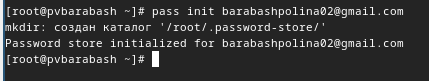 [root@pvbarabash ~]# pass init barabashpolina02@gmail.com
mkdir: создан каталог '/root/.password-store/'
Password store initialized for barabashpolina02@gmail.com
[root@pvbarabash ~]#